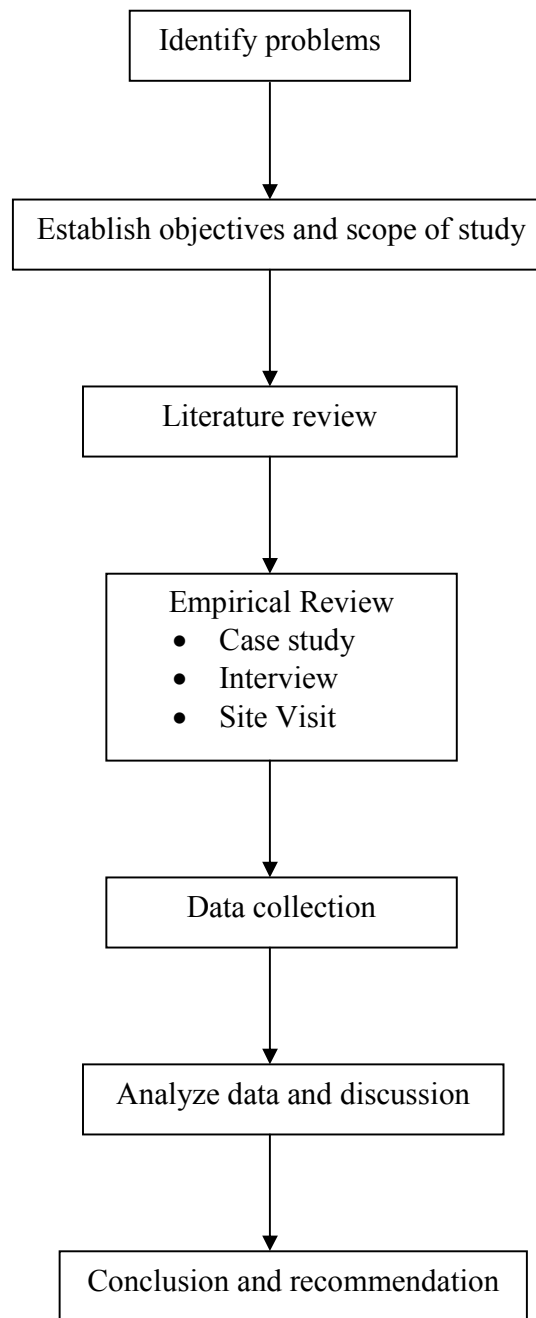 Identify problems
Establish objectives and scope of study
Literature review
Empirical Review
• Case study
• Interview
• Site Visit
Data collection
Analyze data and discussion
Conclusion and recommendation